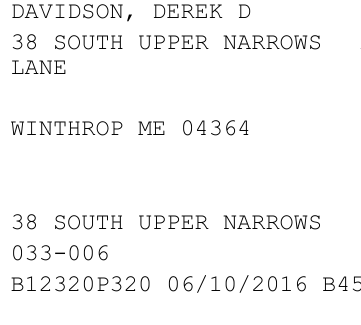 DAVIDSON, DEREK D
38 SOUTH UPPER NARROWS
LANE
WINTHROP ME 04364
38 SOUTH UPPER NARROWS
033-006
B12320P320 06/10/2016 B45